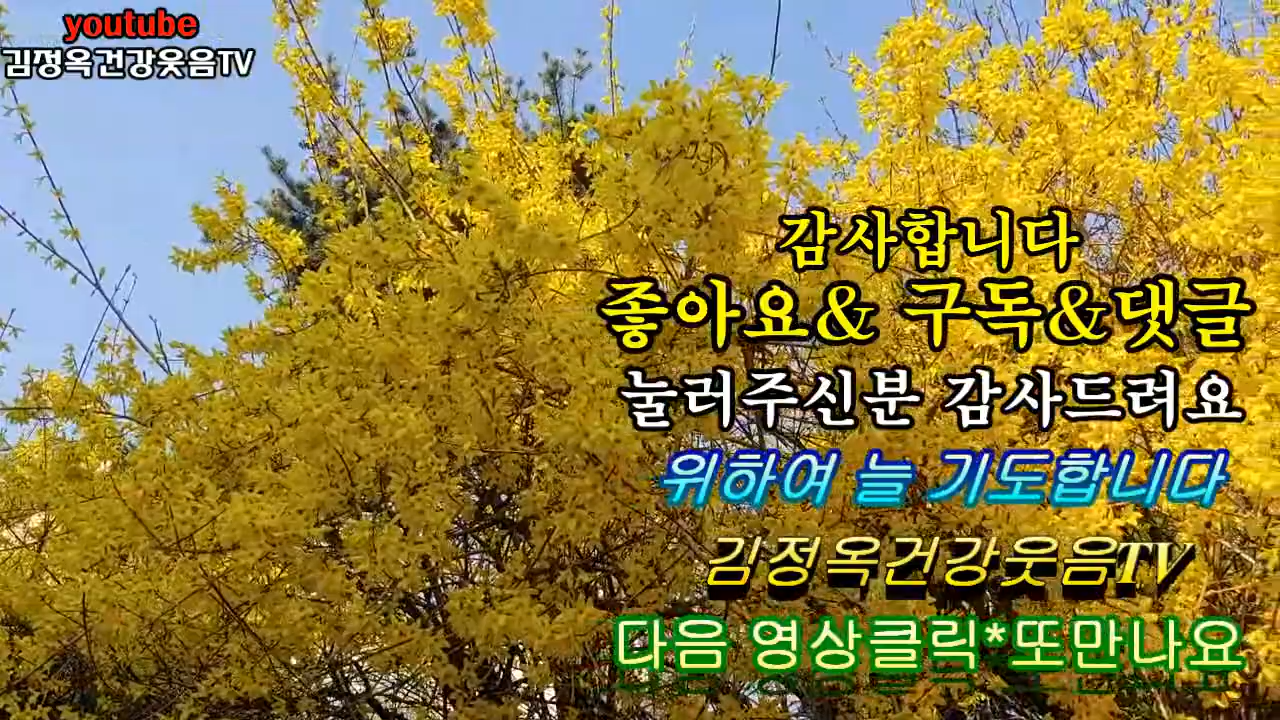 youtube
김정옥건강웃음TV
감사합니다
좋아요& 구독&댓글
눌러주신분 감사드려요
위하여 늘 기도합니다
김정옥건강웃음TV
다음 영상클릭*또만나요